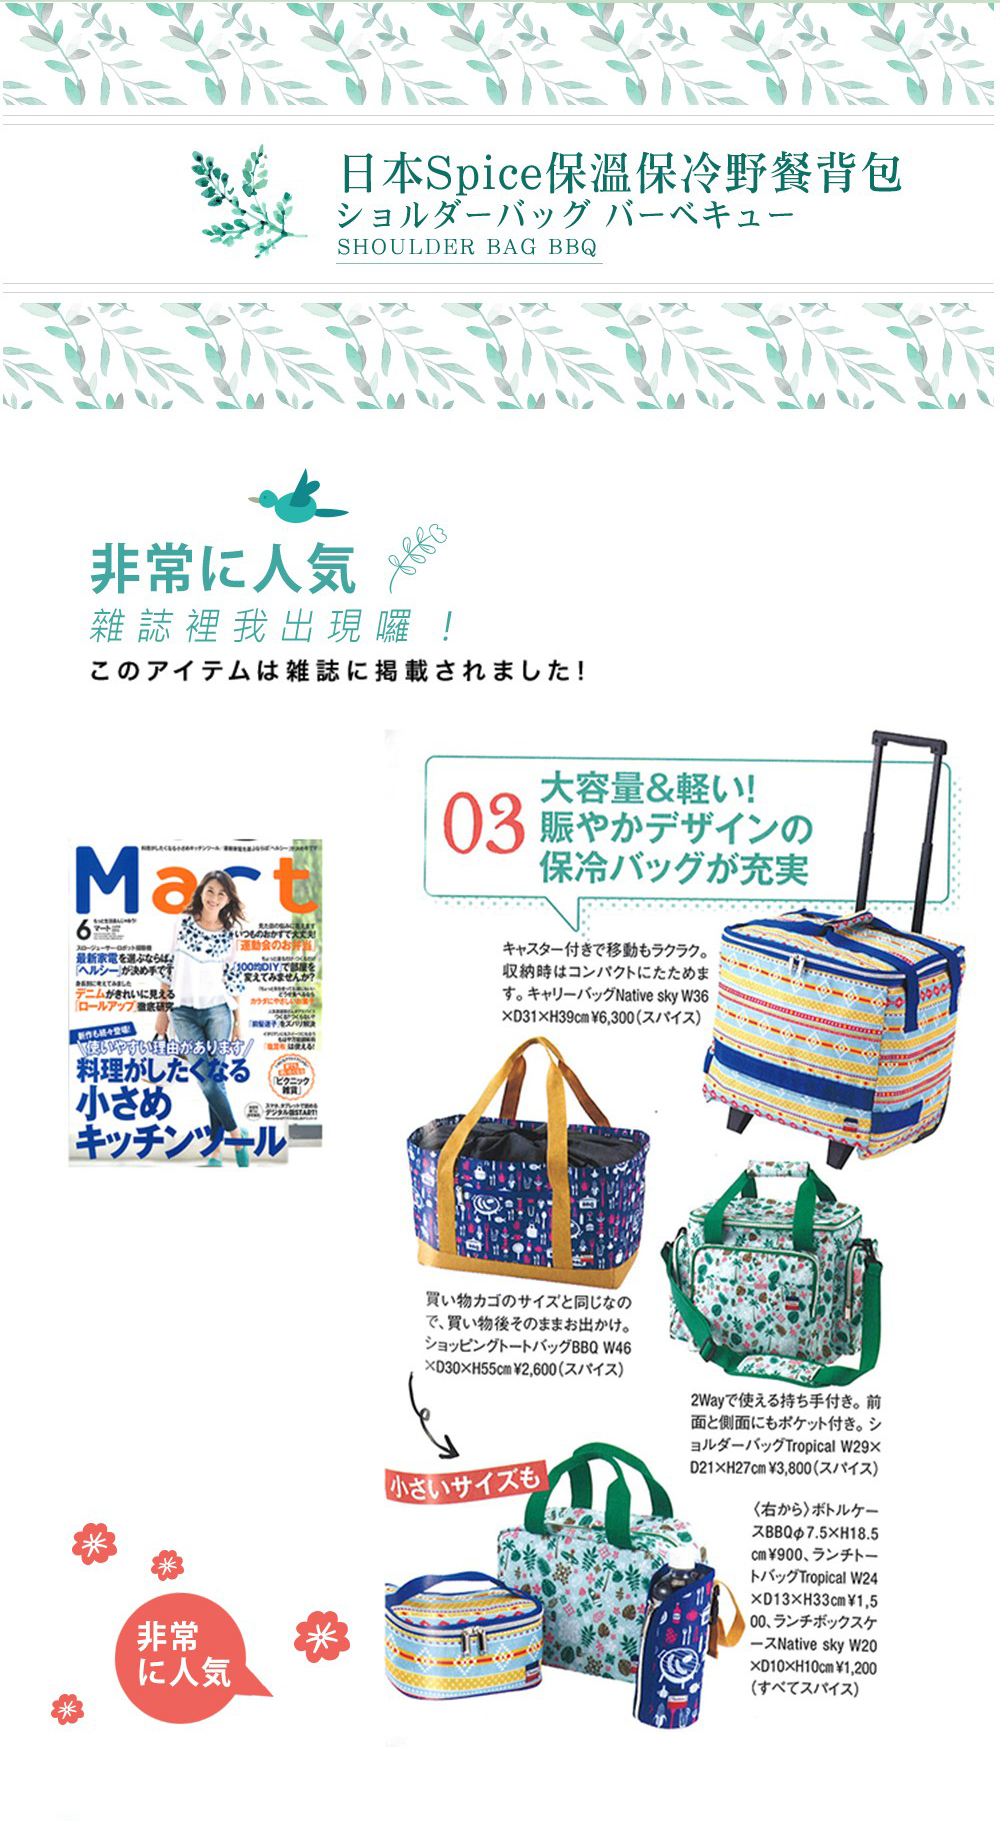 日本Spice保溫保冷野餐背包
ショルダーバッグ バーベキュー
SHOULDER BAG BBQ
非常に人気
雜誌裡我出現囉！
このアイテムは雑誌に掲載されました！
Mart
6
マート
最新家電を選ぶならば、
「ヘルシー」が決め手です
デニムがきれいに見える
「ロールアップ」徹底研究
新作も続々登場！
使いやすい理由があります
料理がしたくなる
小さめ
キッチンツール
いつものおかずで大丈夫！
「運動会のお弁当」
「100均DIY」で部屋を
変えてみませんか？
「ピクニック
雑貨」
デジタル版START!
03
大容量&軽い！
賑やかデザインの
保冷バッグが充実
キャスター付きで移動もラクラク。
収納時はコンパクトにたためま
す。キャリーバッグNative sky W36
×D31×H39cm ¥6,300（スパイス）
買い物カゴのサイズと同じなの
で、買い物後そのままお出かけ。
ショッピングトートバッグBBQ W46
×D30×H55cm ¥2,600（スパイス）
2Wayで使える持ち手付き。前
面と側面にもポケット付き。シ
ョルダーバッグTropical W29×
D21×H27cm ¥3,800（スパイス）
小さいサイズも
〈右から〉ボトルケー
スBBQφ7.5×H18.5
cm ¥900、ランチトー
トバッグTropical W24
×D13×H33cm ¥1,5
00、ランチボックスケ
ースNative sky W20
×D10×H10cm ¥1,200
（すべてスパイス）
非常
に人気